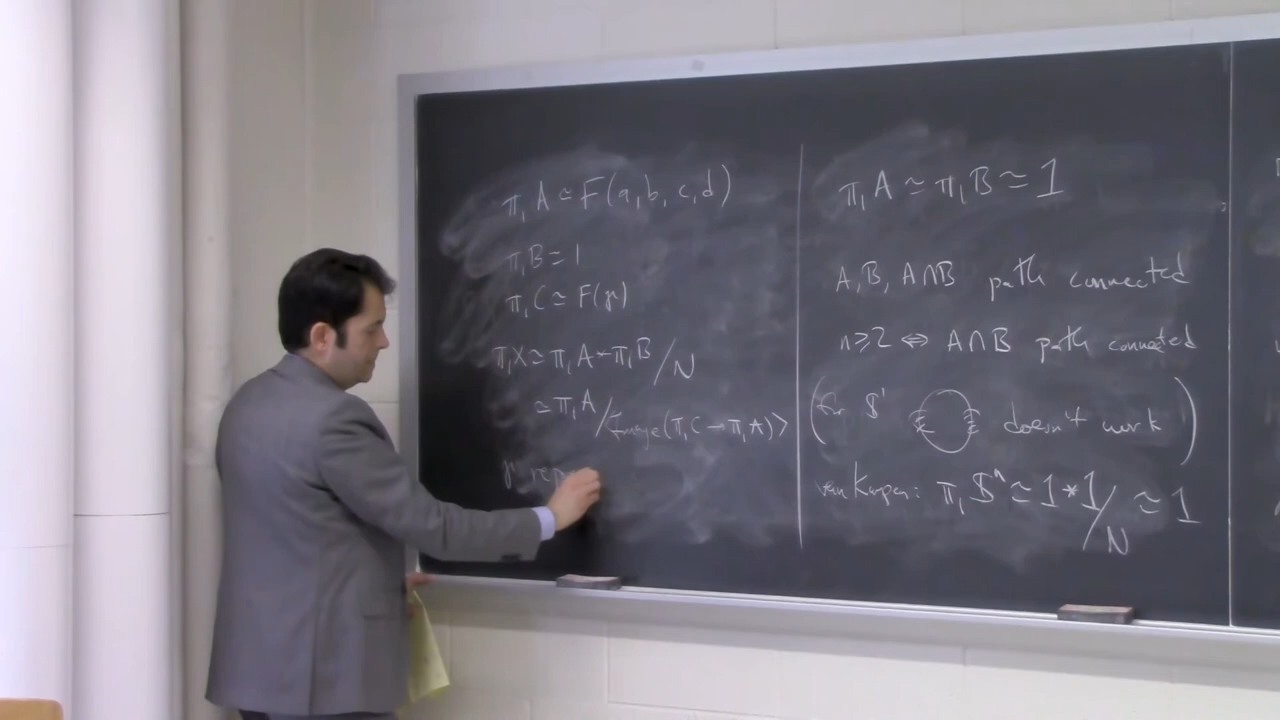 π₁A ≃ F(a,b,c,d)
π₁B ≃ 1
π₁C ≃ F(γ)
π₁X ≃ π₁A * π₁B / N
≃ π₁A / <Image(π₁C → π₁A)>
γ rep
π₁A ≃ π₁B ≃ 1
A, B, A∩B path connected
n≥2 ⇔ A∩B path connected
(for S¹ doesn't work)
van Kampen: π₁Sⁿ ≃ 1 * 1 / N ≃ 1